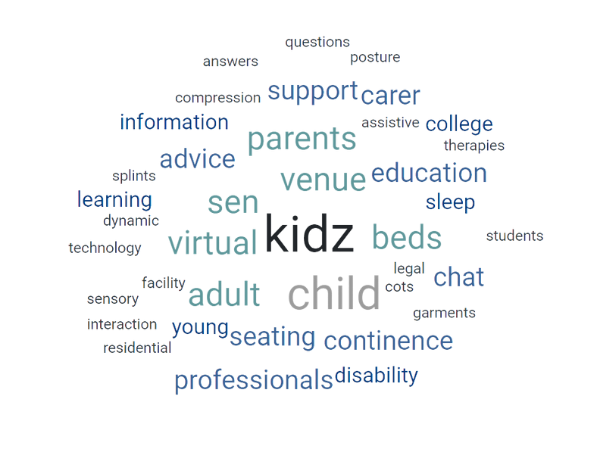 questions
answers
posture
compression
support
carer
information
parents
assistive
college
advice
therapies
splints
venue
education
learning
sen
sleep
dynamic
technology
virtual
kidz
beds
students
sensory
facility
adult
child
legal
cots
chat
interaction
young
garments
residential
seating
continence
professionals
disability